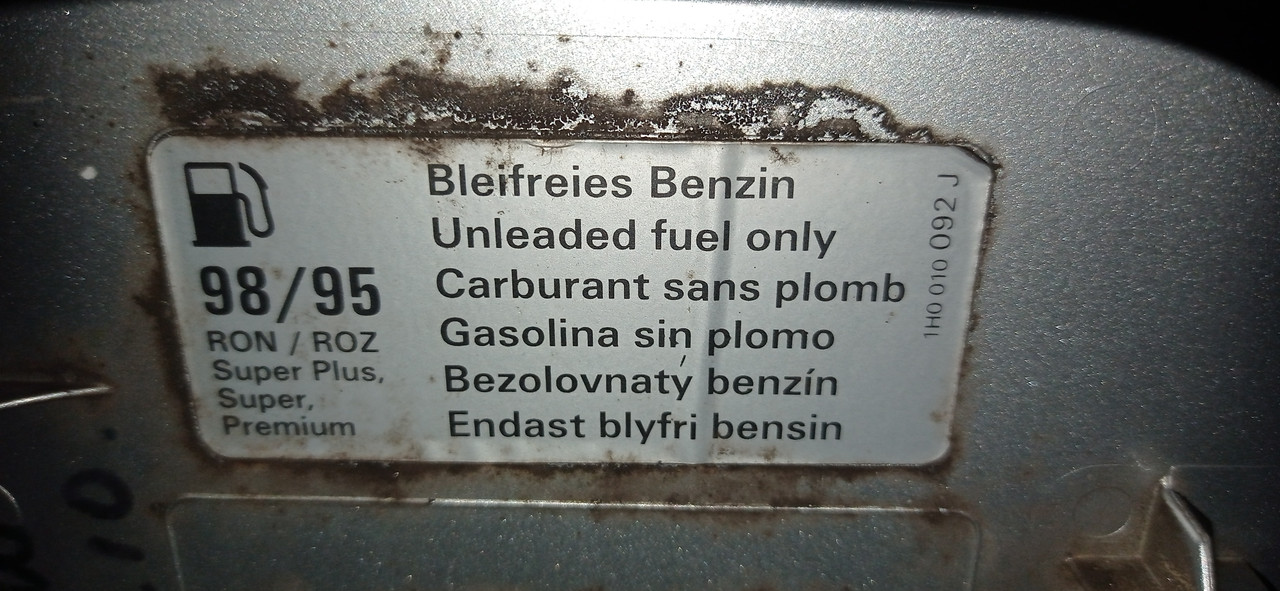 98/95
RON / ROZ
Super Plus,
Super,
Premium
Bleifreies Benzin
Unleaded fuel only
Carburant sans plomb
Gasolina sin plomo
Bezolovnatý benzín
Endast blyfri bensin
1H0 010 092 J